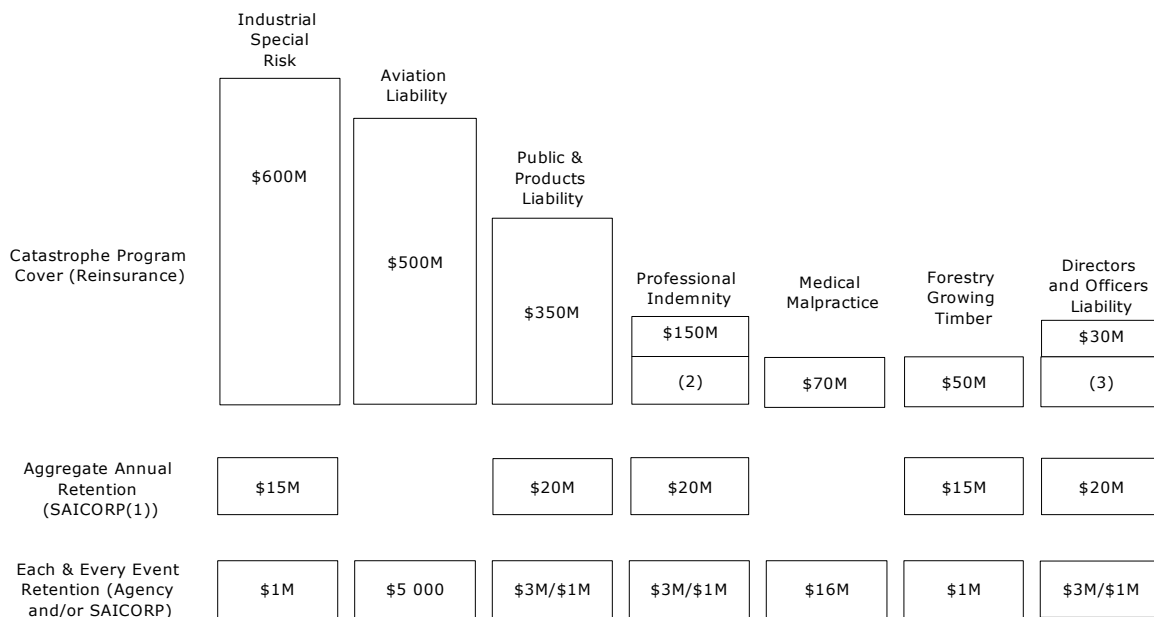 Industrial
Special
Risk
Aviation
Liability
Public &
Products
Liability
Professional
Indemnity
Medical
Malpractice
Forestry
Growing
Timber
Directors
and Officers
Liability
Catastrophe Program
Cover (Reinsurance)
$600M
$500M
$350M
$150M
(2)
$70M
$50M
$30M
(3)
Aggregate Annual
Retention
(SAICORP(1))
$15M
$20M
$20M
$15M
$20M
Each & Every Event
Retention (Agency
and/or SAICORP)
$1M
$5 000
$3M/$1M
$3M/$1M
$16M
$1M
$3M/$1M